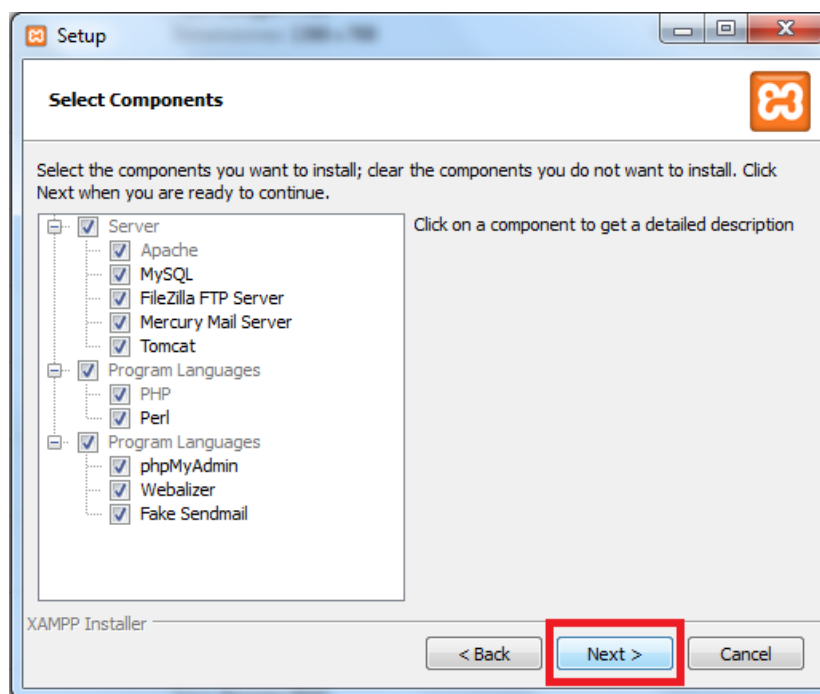 Setup
Select Components
Select the components you want to install; clear the components you do not want to install. Click
Next when you are ready to continue.
Server
Apache
MySQL
FileZilla FTP Server
Mercury Mail Server
Tomcat
Program Languages
PHP
Perl
Program Languages
phpMyAdmin
Webalizer
Fake Sendmail
Click on a component to get a detailed description
XAMPP Installer
< Back
Next >
Cancel